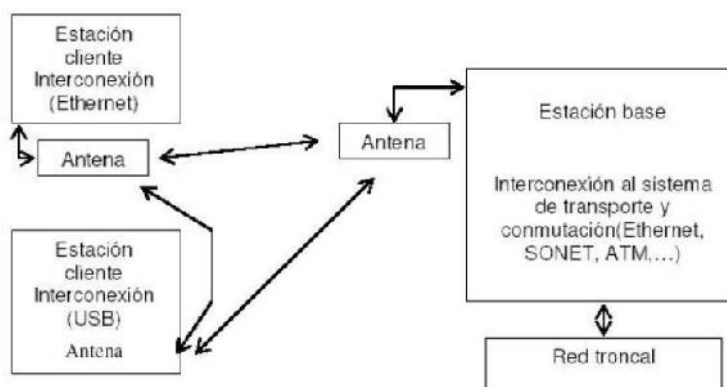 Estación
cliente
Interconexión
(Ethernet)
Antena
Antena
Estación base
Interconexión al sistema
de transporte y
conmutación(Ethernet,
SONET, ATM,...)
Estación
cliente
Interconexión
(USB)
Antena
Red troncal